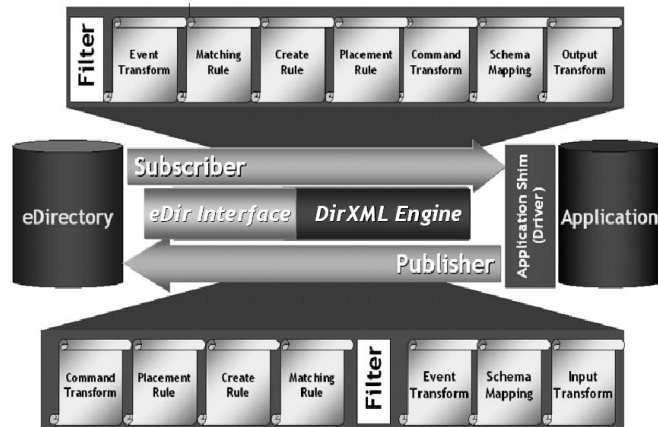 Filter
Event
Transform
Matching
Rule
Create
Rule
Placement
Rule
Command
Transform
Schema
Mapping
Output
Transform
eDirectory
Subscriber
eDir Interface
DirXML Engine
Publisher
Application Shim
(Driver)
Application
Command
Transform
Placement
Rule
Create
Rule
Matching
Rule
Filter
Event
Transform
Schema
Mapping
Input
Transform